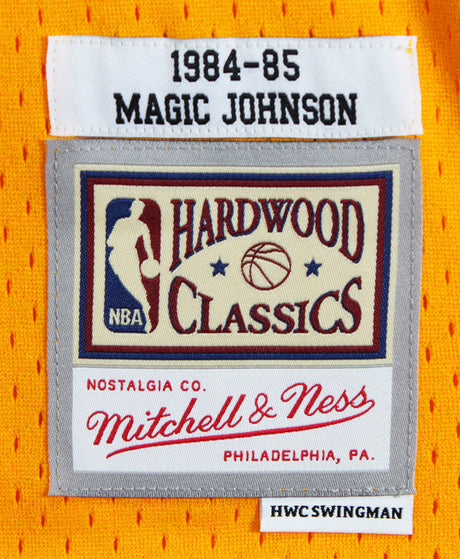 1984-85
MAGIC JOHNSON
HARDWOOD
NBA
CLASSICS
NOSTALGIA CO.
Mitchell & Ness
PHILADELPHIA, PA.
HWC SWINGMAN